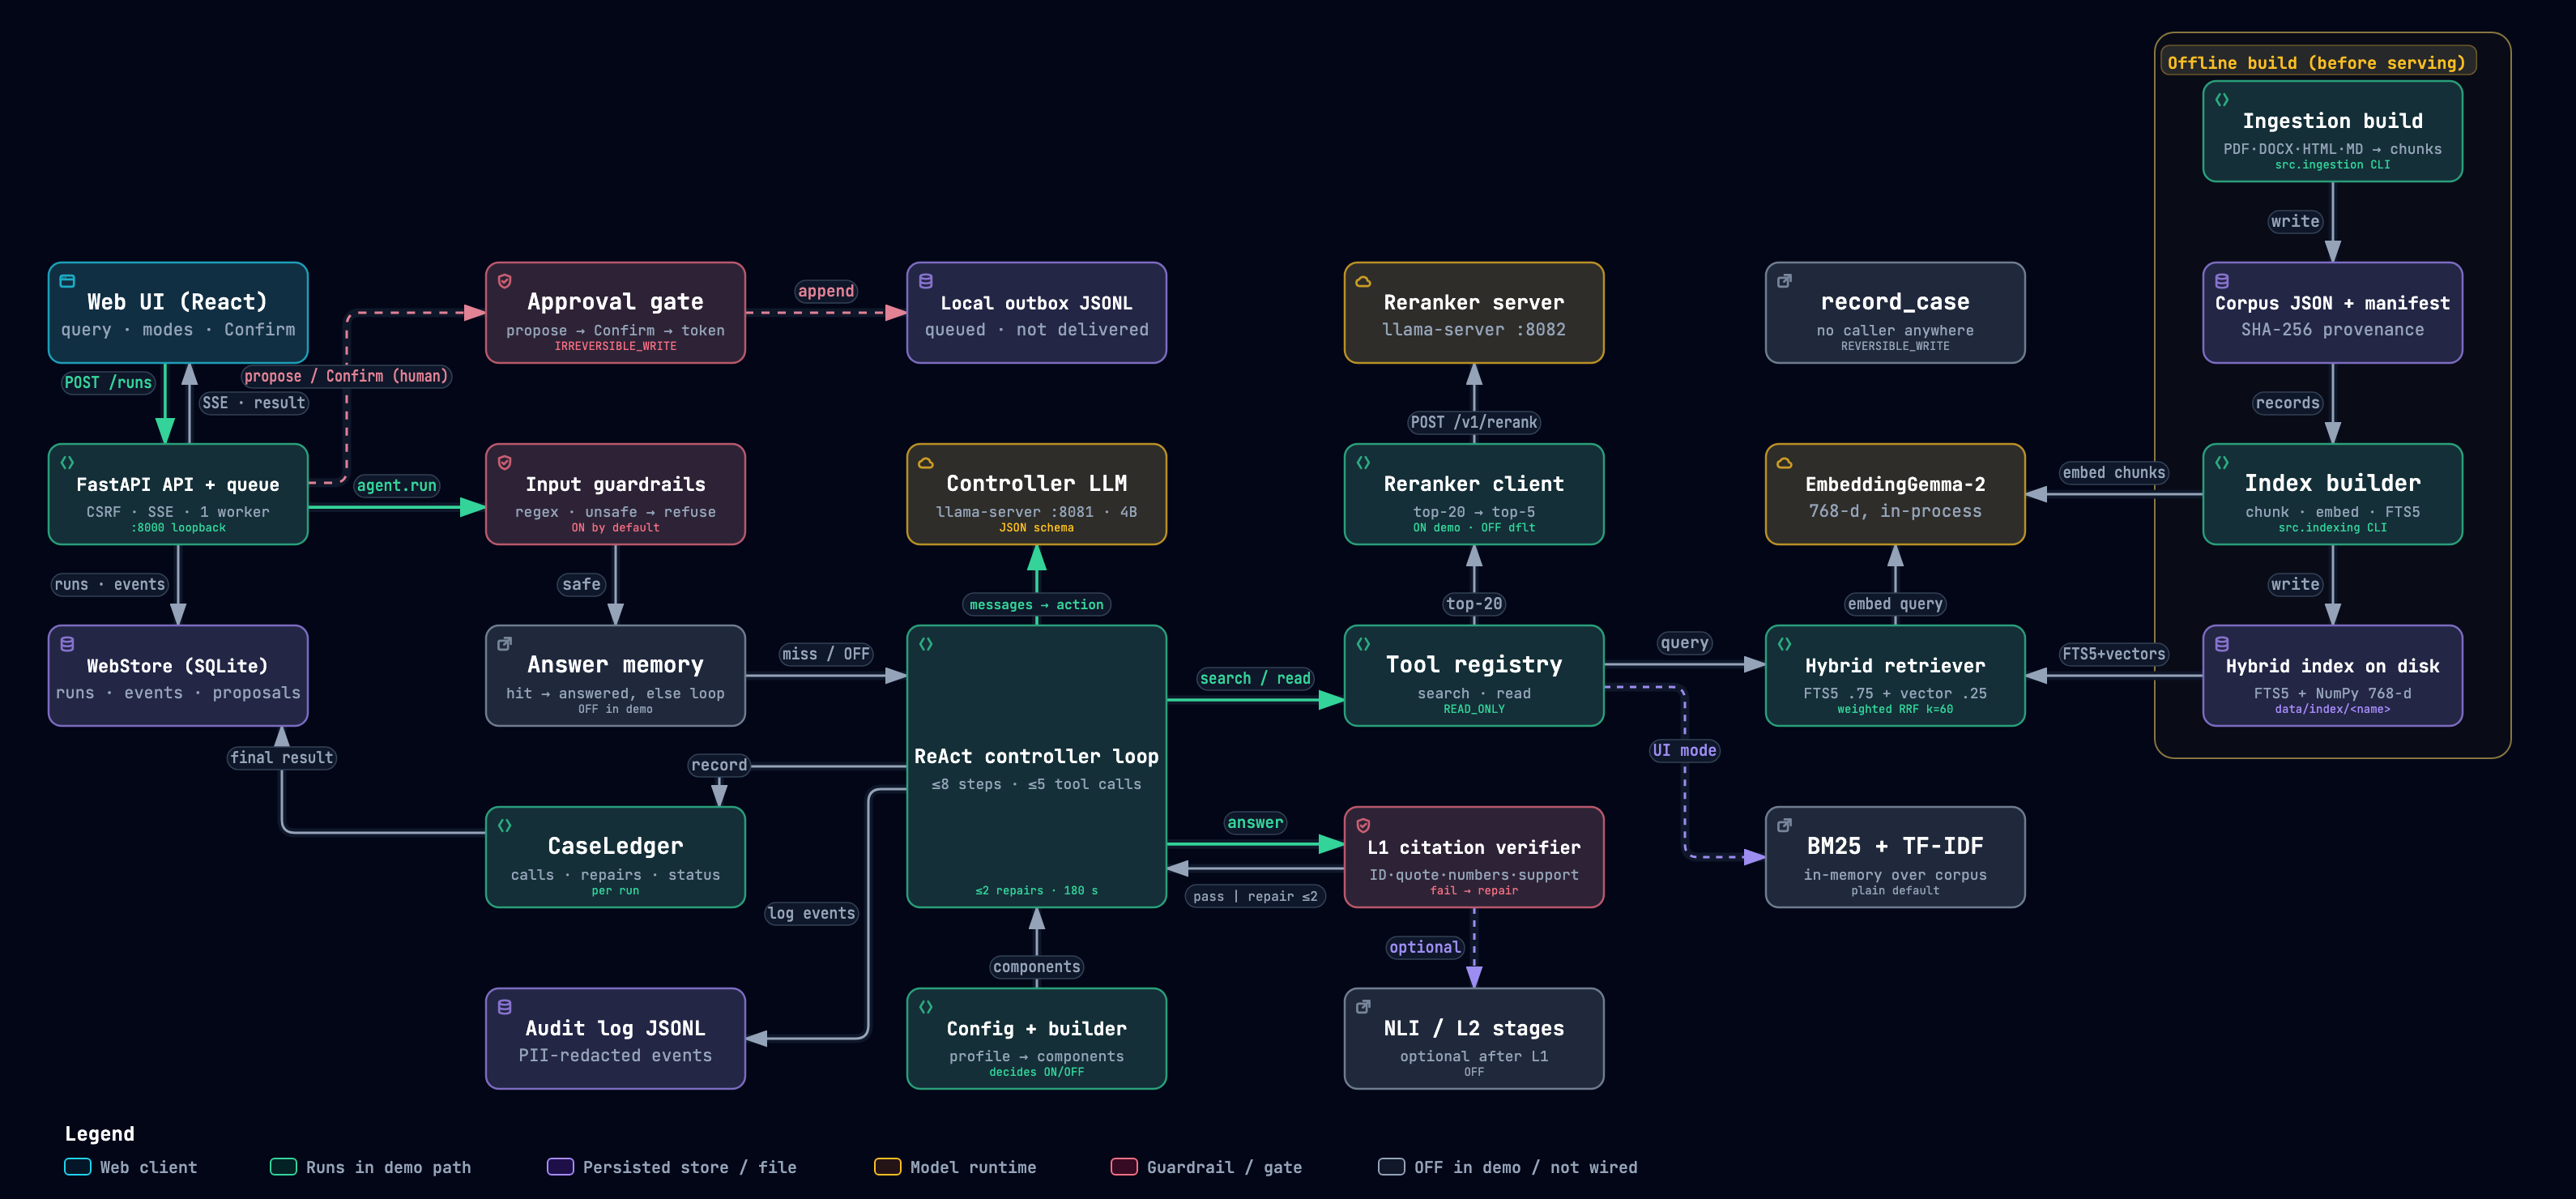 Offline build (before serving)
Ingestion build
PDF·DOCX·HTML·MD → chunks
src.ingestion CLI
write
Web UI (React)
query · modes · Confirm
Approval gate
propose → Confirm → token
IRREVERSIBLE_WRITE
append
Local outbox JSONL
queued · not delivered
Reranker server
llama-server :8082
record_case
no caller anywhere
REVERSIBLE_WRITE
Corpus JSON + manifest
SHA-256 provenance
POST /runs
propose / Confirm (human)
SSE · result
POST /v1/rerank
records
FastAPI API + queue
CSRF · SSE · 1 worker
:8000 loopback
agent.run
Input guardrails
regex · unsafe → refuse
ON by default
Controller LLM
llama-server :8081 · 4B
JSON schema
Reranker client
top-20 → top-5
ON demo · OFF dflt
EmbeddingGemma-2
768-d, in-process
embed chunks
Index builder
chunk · embed · FTS5
src.indexing CLI
runs · events
safe
messages → action
top-20
embed query
write
WebStore (SQLite)
runs · events · proposals
Answer memory
hit → answered, else loop
OFF in demo
miss / OFF
ReAct controller loop
≤8 steps · ≤5 tool calls
≤2 repairs · 180 s
search / read
Tool registry
search · read
READ_ONLY
query
Hybrid retriever
FTS5 .75 + vector .25
weighted RRF k=60
FTS5+vectors
Hybrid index on disk
FTS5 + NumPy 768-d
data/index/<name>
final result
record
UI mode
CaseLedger
calls · repairs · status
per run
answer
L1 citation verifier
ID·quote·numbers·support
fail → repair
pass | repair ≤2
BM25 + TF-IDF
in-memory over corpus
plain default
log events
components
optional
Audit log JSONL
PII-redacted events
Config + builder
profile → components
decides ON/OFF
NLI / L2 stages
optional after L1
OFF
Legend
Web client
Runs in demo path
Persisted store / file
Model runtime
Guardrail / gate
OFF in demo / not wired